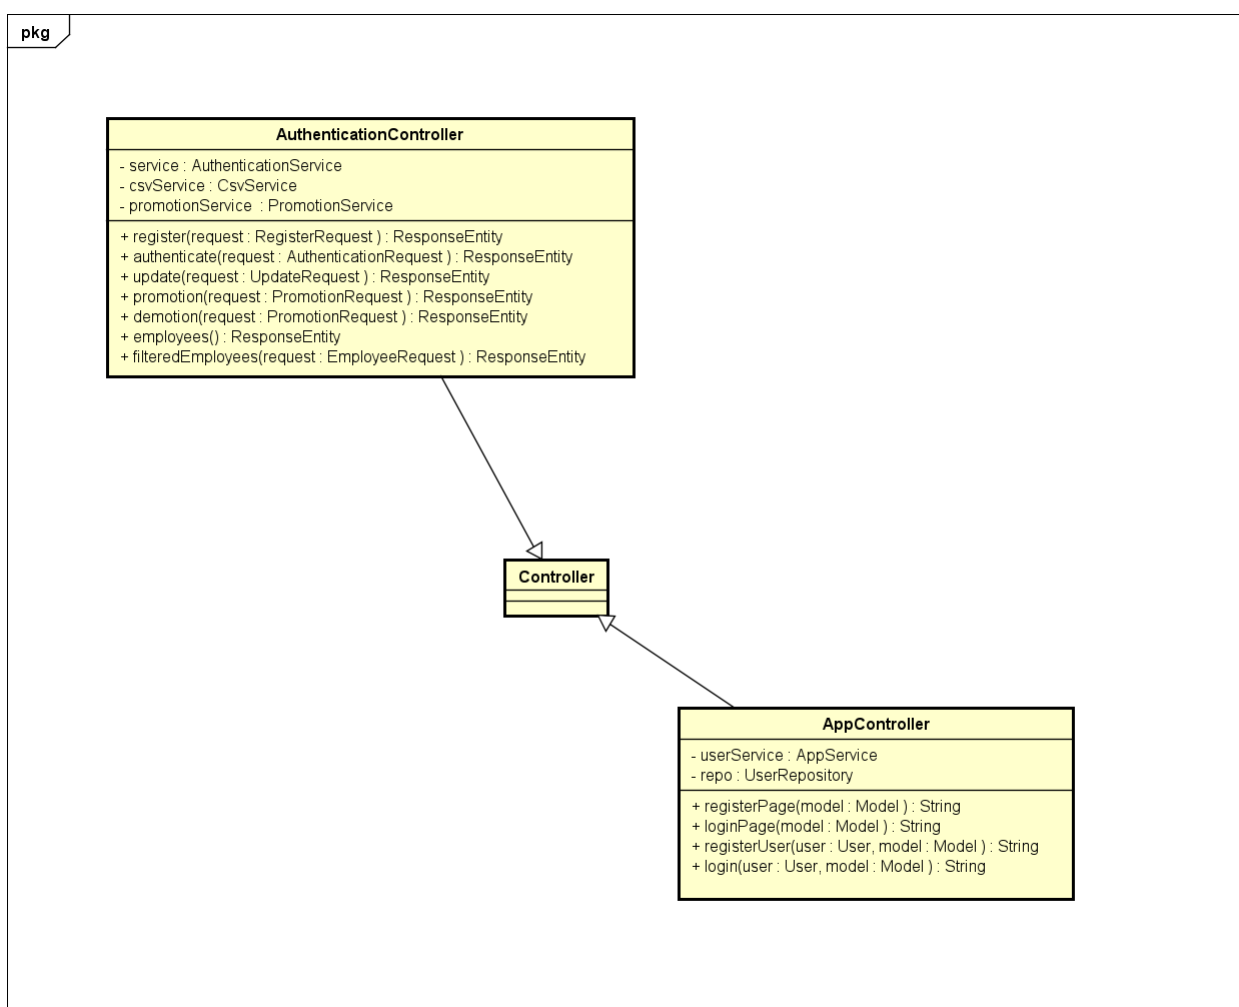 pkg
AuthenticationController
- service : AuthenticationService
- csvService : CsvService
- promotionService : PromotionService
+ register(request : RegisterRequest ) : ResponseEntity
+ authenticate(request : AuthenticationRequest ) : ResponseEntity
+ update(request : UpdateRequest ) : ResponseEntity
+ promotion(request : PromotionRequest ) : ResponseEntity
+ demotion(request : PromotionRequest ) : ResponseEntity
+ employees() : ResponseEntity
+ filteredEmployees(request : EmployeeRequest ) : ResponseEntity
Controller
AppController
- userService : AppService
- repo : UserRepository
+ registerPage(model : Model ) : String
+ loginPage(model : Model ) : String
+ registerUser(user : User, model : Model ) : String
+ login(user : User, model : Model ) : String